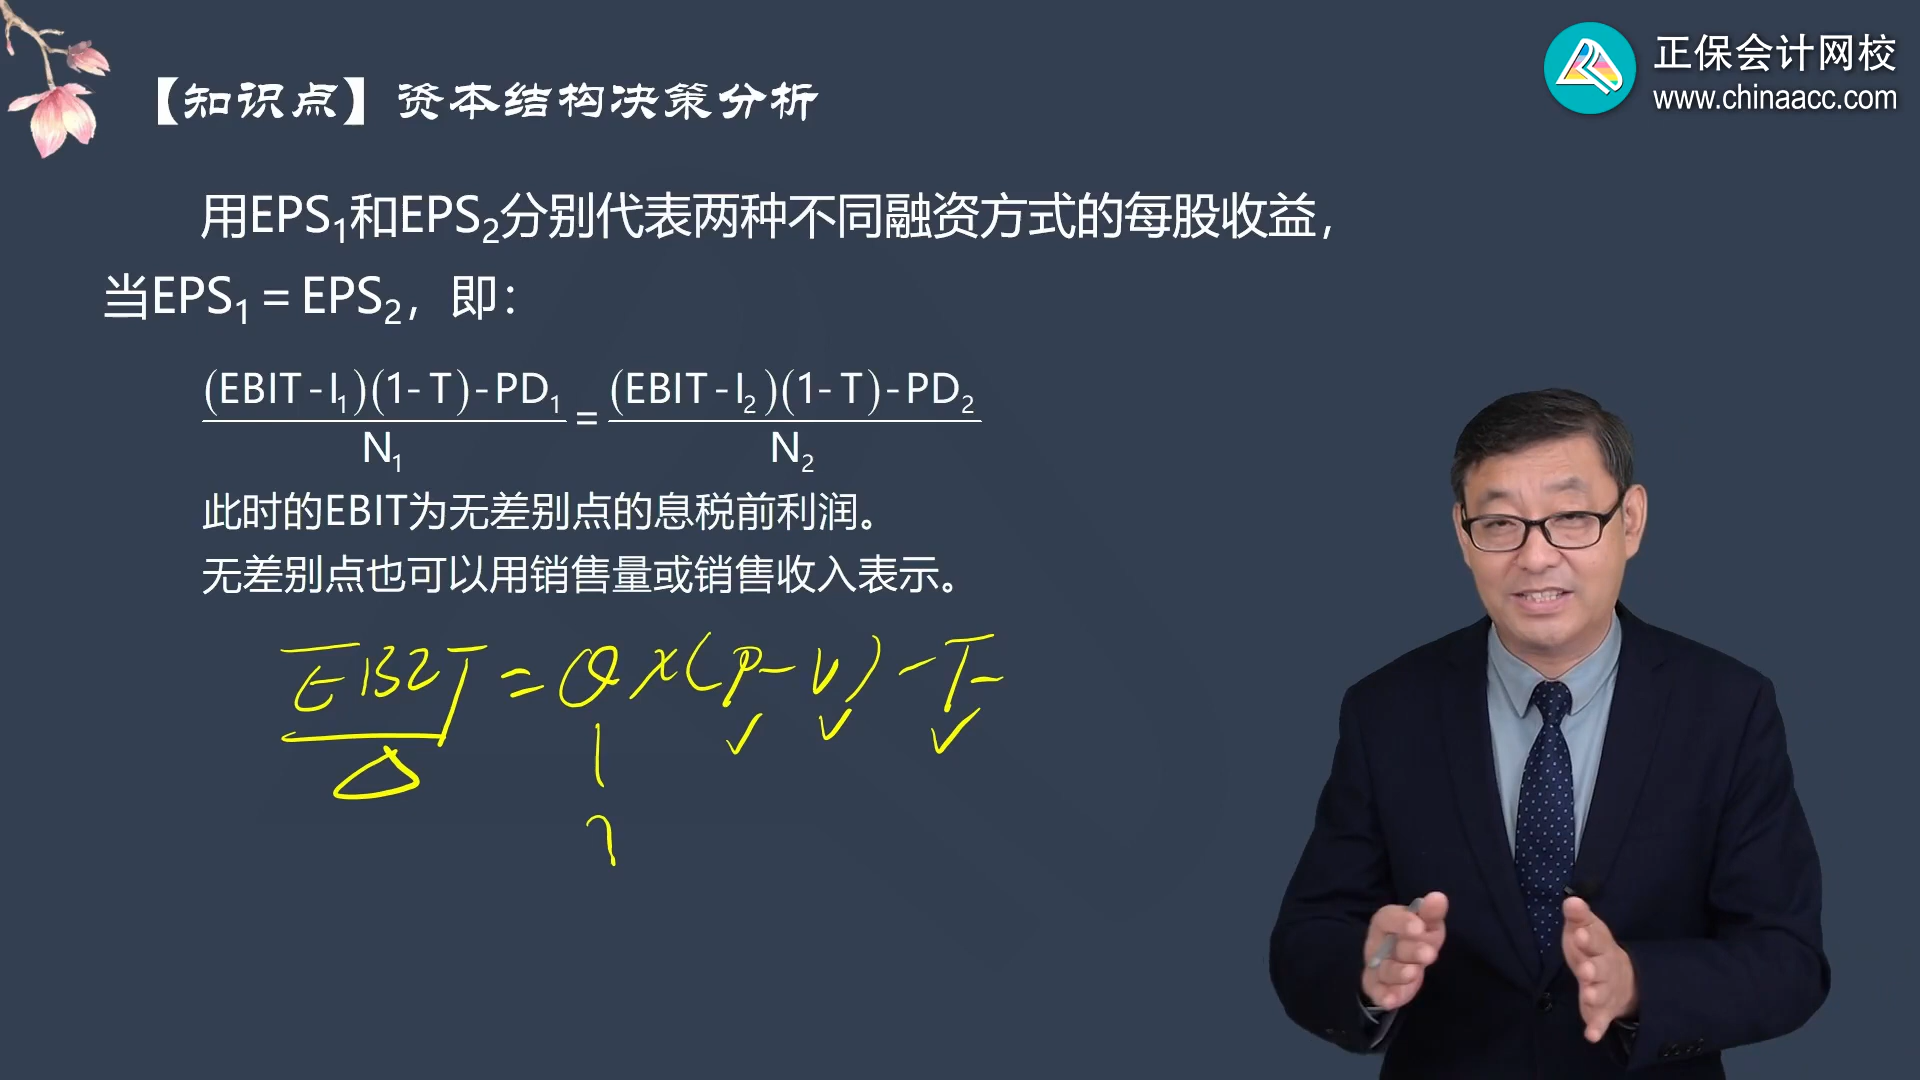 正保会计网校
www.chinaacc.com
【知识点】资本结构决策分析
用EPS₁和EPS₂分别代表两种不同融资方式的每股收益，
当EPS₁＝EPS₂，即：
(EBIT-I₁)(1-T)-PD₁/N₁=(EBIT-I₂)(1-T)-PD₂/N₂
此时的EBIT为无差别点的息税前利润。
无差别点也可以用销售量或销售收入表示。
EBIT=Q×(P-V)-F
?